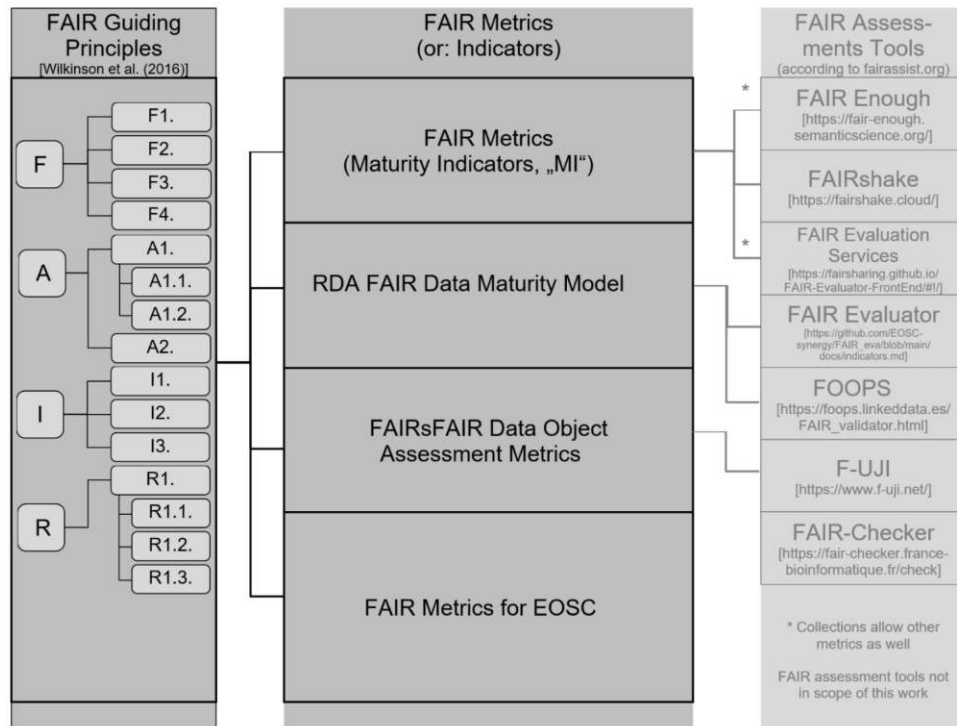 FAIR Guiding
Principles
[Wilkinson et al. (2016)]
F
F1.
F2.
F3.
F4.
A
A1.
A1.1.
A1.2.
A2.
I
I1.
I2.
I3.
R
R1.
R1.1.
R1.2.
R1.3.
FAIR Metrics
(or: Indicators)
FAIR Metrics
(Maturity Indicators, „MI“)
RDA FAIR Data Maturity Model
FAIRsFAIR Data Object
Assessment Metrics
FAIR Metrics for EOSC
FAIR Assess-
ments Tools
(according to fairassist.org)
*
FAIR Enough
[https://fair-enough.
semanticscience.org/]
FAIRshake
[https://fairshake.cloud/]
*
FAIR Evaluation
Services
[https://fairsharing.github.io/
FAIR-Evaluator-FrontEnd/#!/]
FAIR Evaluator
[https://github.com/EOSC-
synergy/FAIR_eva/blob/main/
docs/indicators.md]
FOOPS
[https://foops.linkeddata.es/
FAIR_validator.html]
F-UJI
[https://www.f-uji.net/]
FAIR-Checker
[https://fair-checker.france-
bioinformatique.fr/check]
* Collections allow other
metrics as well
FAIR assessment tools not
in scope of this work